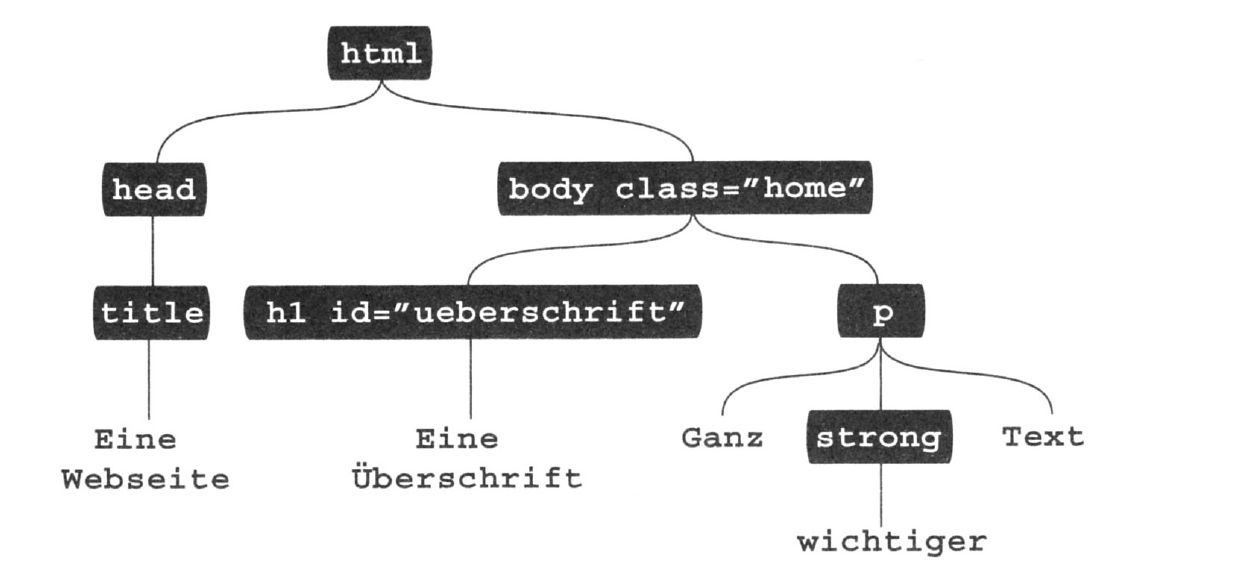 html
head
body class="home"
title
h1 id="ueberschrift"
p
Eine
Webseite
Eine
Überschrift
Ganz
strong
Text
wichtiger